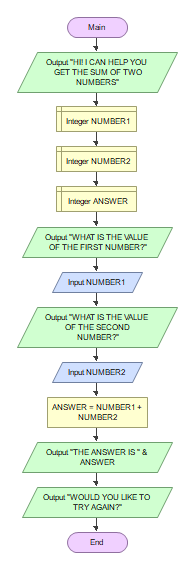 Main
Output "HI! I CAN HELP YOU
GET THE SUM OF TWO
NUMBERS"
Integer NUMBER1
Integer NUMBER2
Integer ANSWER
Output "WHAT IS THE VALUE
OF THE FIRST NUMBER?"
Input NUMBER1
Output "WHAT IS THE VALUE
OF THE SECOND
NUMBER?"
Input NUMBER2
ANSWER = NUMBER1 +
NUMBER2
Output "THE ANSWER IS " &
ANSWER
Output "WOULD YOU LIKE TO
TRY AGAIN?"
End